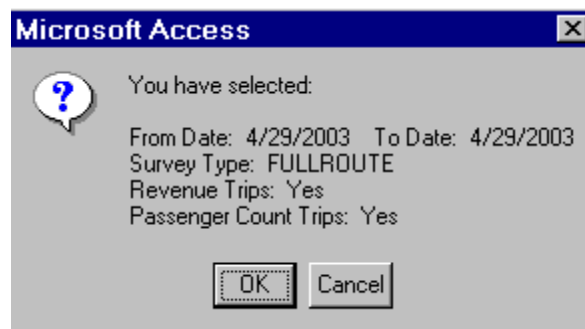 Microsoft Access
?
You have selected:
From Date: 4/29/2003 To Date: 4/29/2003
Survey Type: FULLROUTE
Revenue Trips: Yes
Passenger Count Trips: Yes
OK Cancel